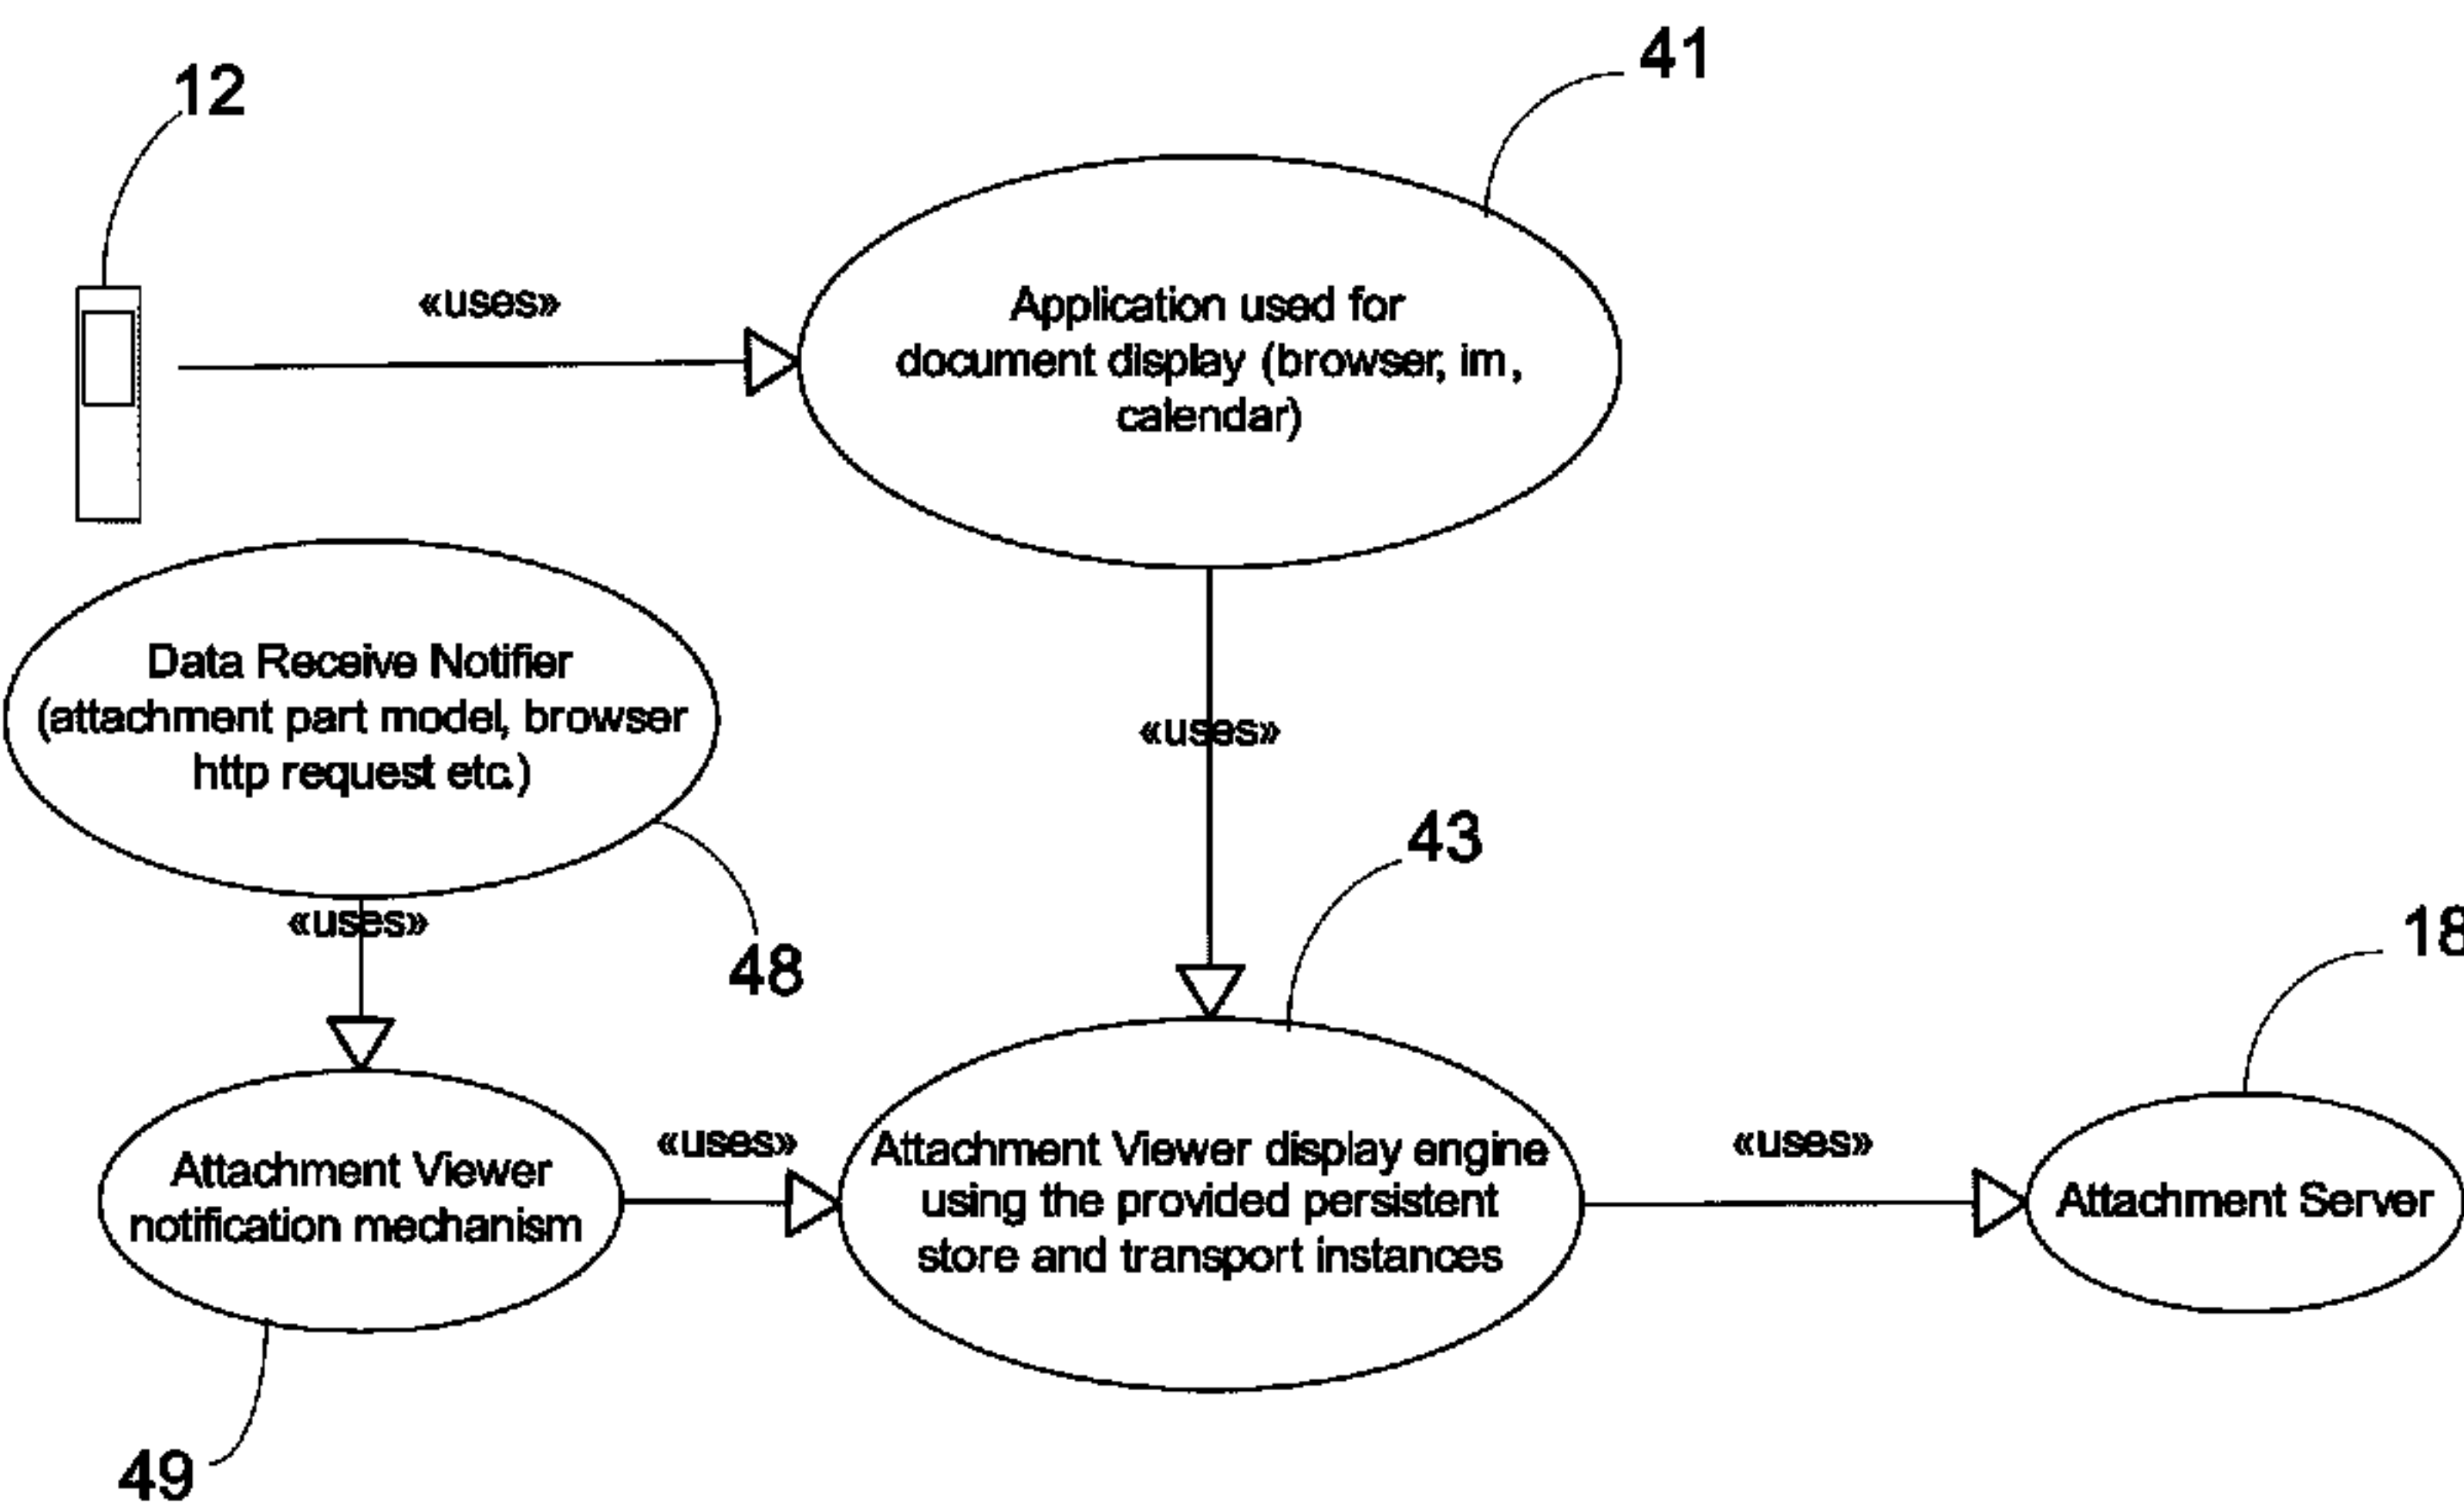 12
41
«uses»
Application used for
document display (browser, im,
calendar)
Data Receive Notifier
(attachment part model, browser
http request etc.)
«uses»
«uses»
48
43
18
Attachment Viewer
notification mechanism
«uses»
Attachment Viewer display engine
using the provided persistent
store and transport instances
«uses»
Attachment Server
49